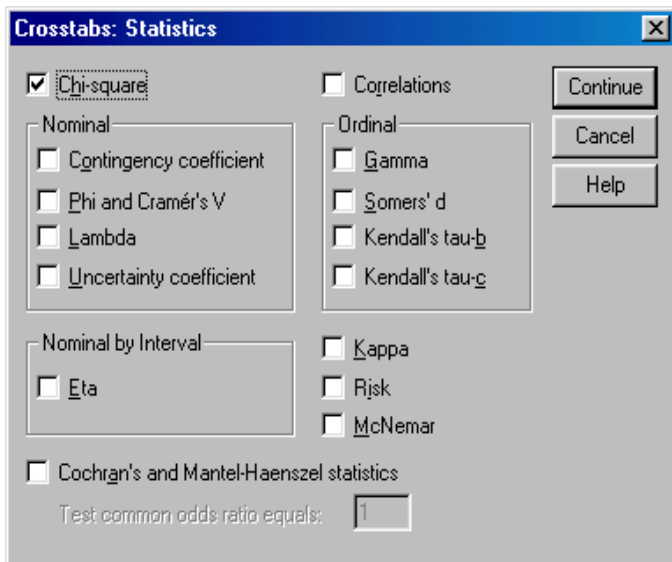 Crosstabs: Statistics
Chi-square
Correlations
Continue
Cancel
Help
Nominal
Contingency coefficient
Phi and Cramér's V
Lambda
Uncertainty coefficient
Ordinal
Gamma
Somers' d
Kendall's tau-b
Kendall's tau-c
Nominal by Interval
Eta
Kappa
Risk
McNemar
Cochran's and Mantel-Haenszel statistics
Test common odds ratio equals: 1